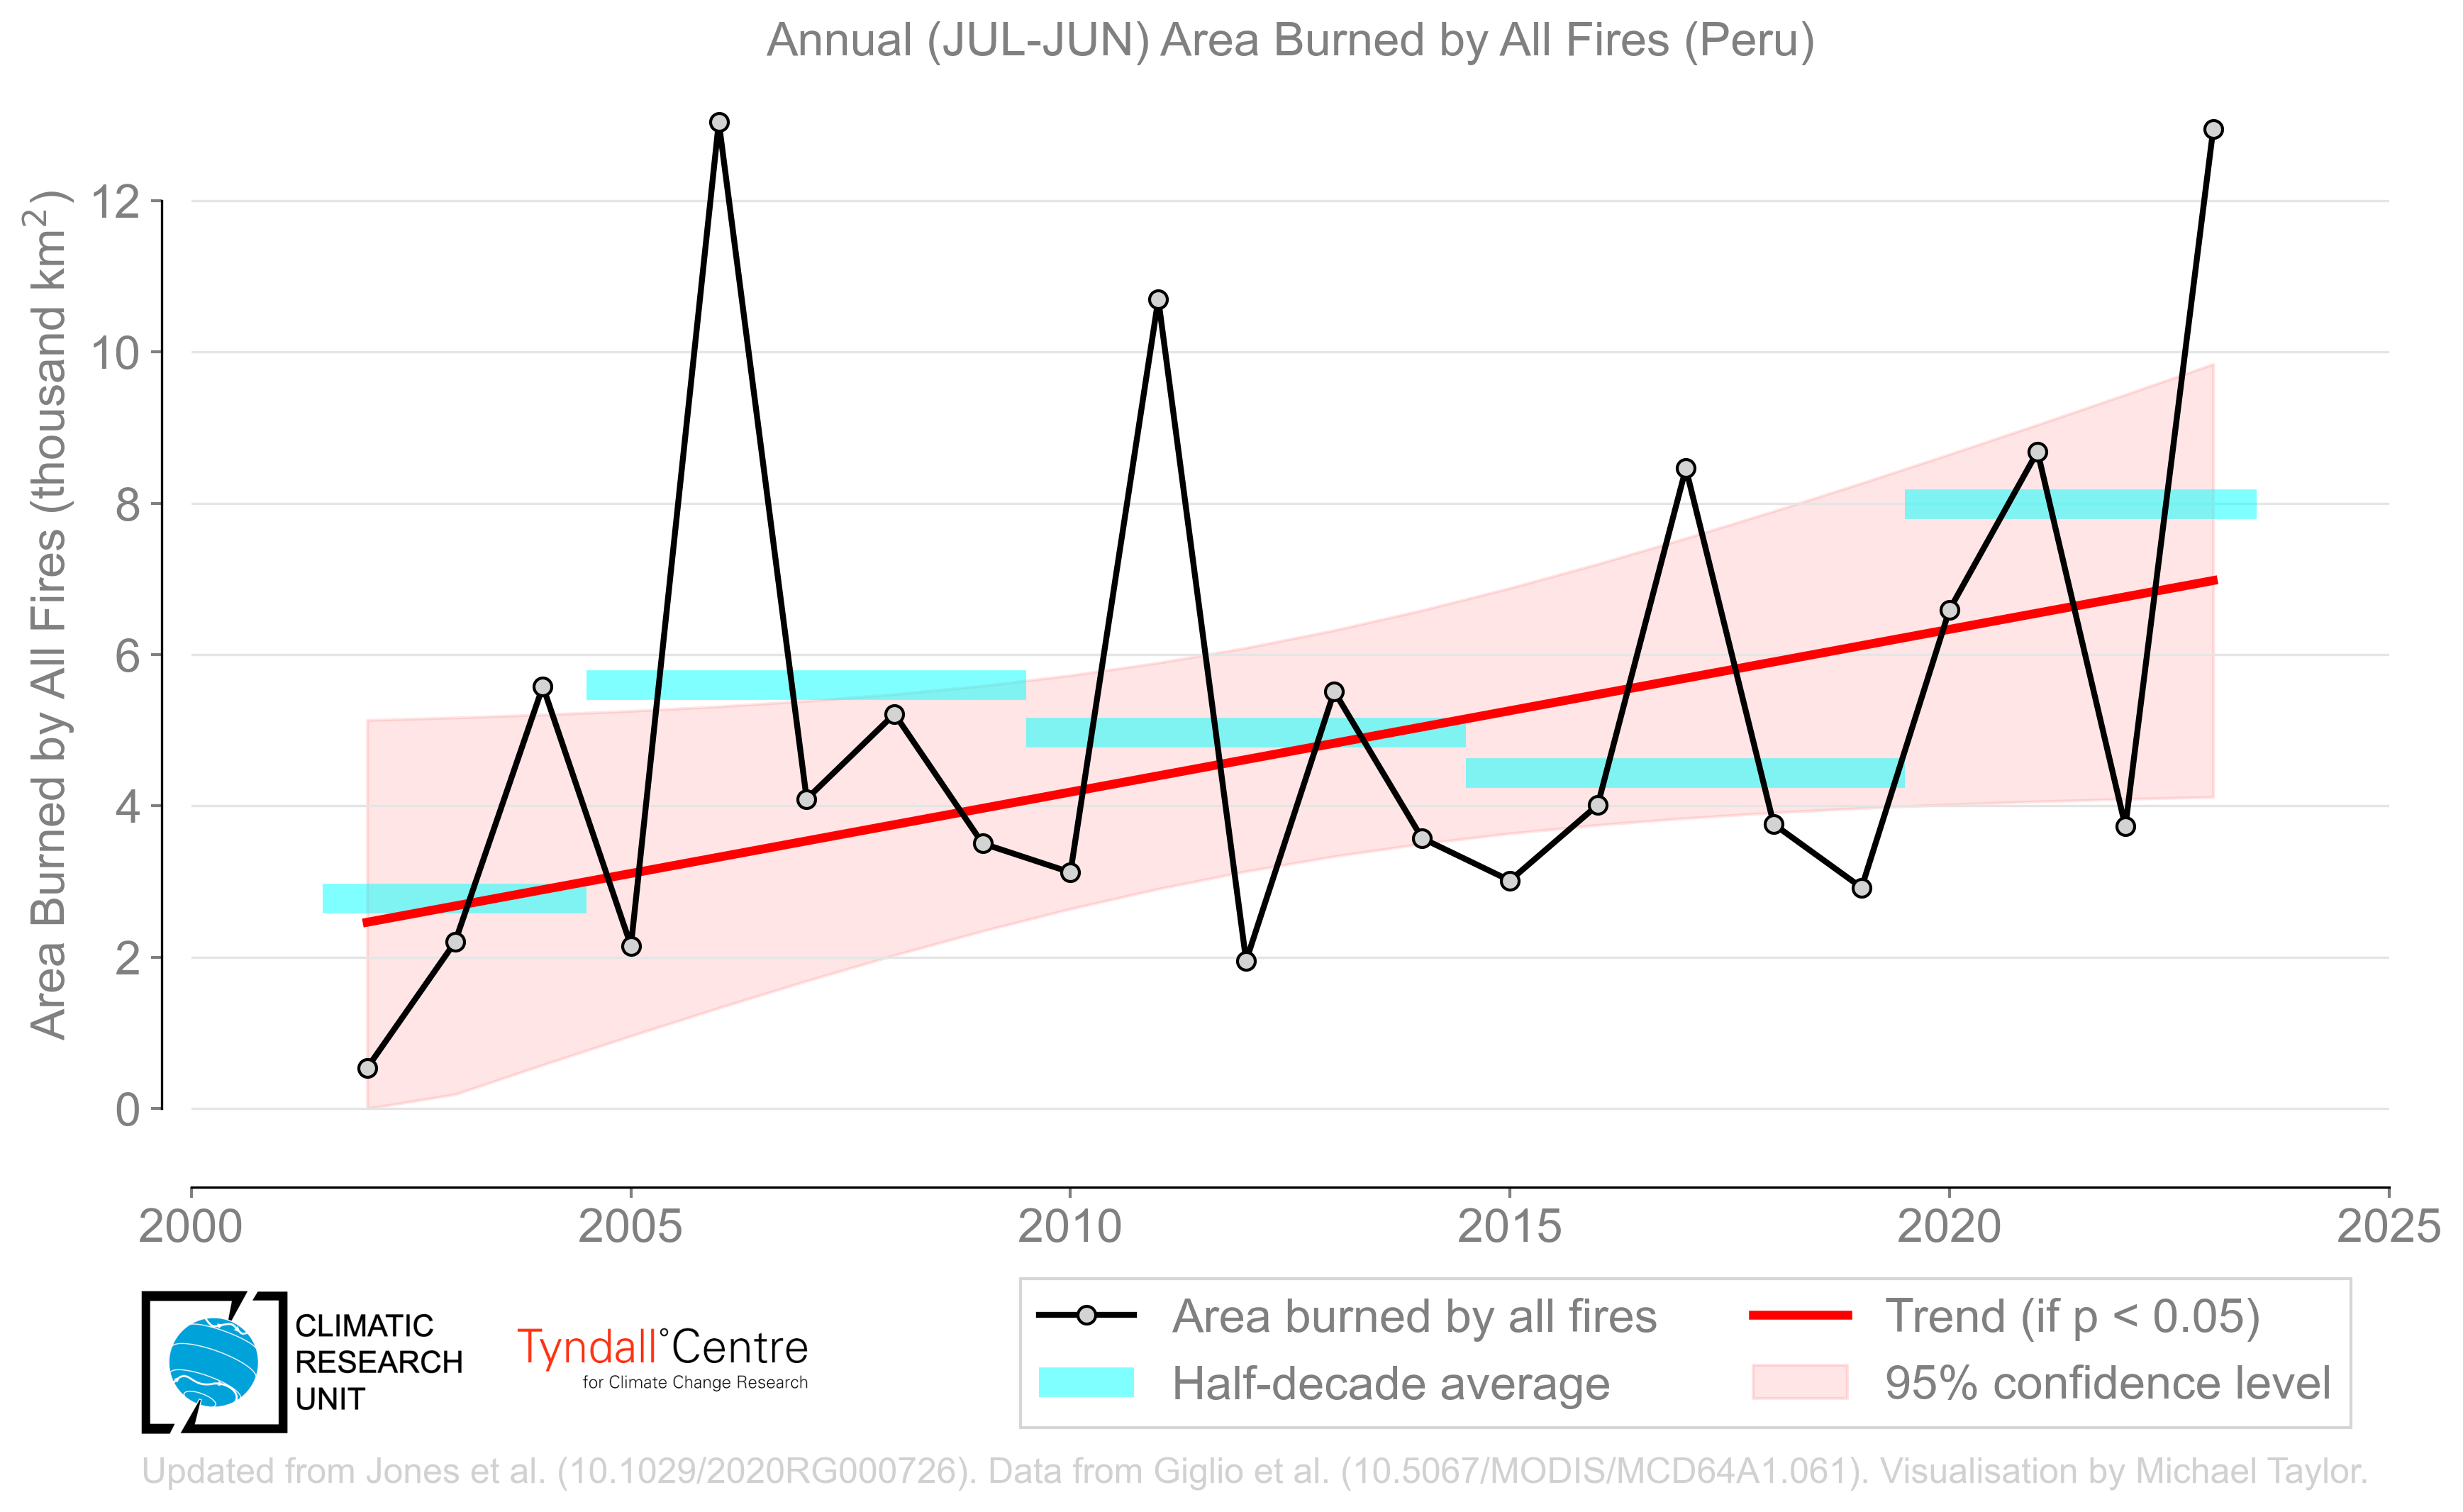 Annual (JUL-JUN) Area Burned by All Fires (Peru)
Area Burned by All Fires (thousand km²)
12
10
8
6
4
2
0
2000 2005 2010 2015 2020 2025
CLIMATIC
RESEARCH
UNIT
Tyndall°Centre
for Climate Change Research
Area burned by all fires
Half-decade average
Trend (if p < 0.05)
95% confidence level
Updated from Jones et al. (10.1029/2020RG000726). Data from Giglio et al. (10.5067/MODIS/MCD64A1.061). Visualisation by Michael Taylor.